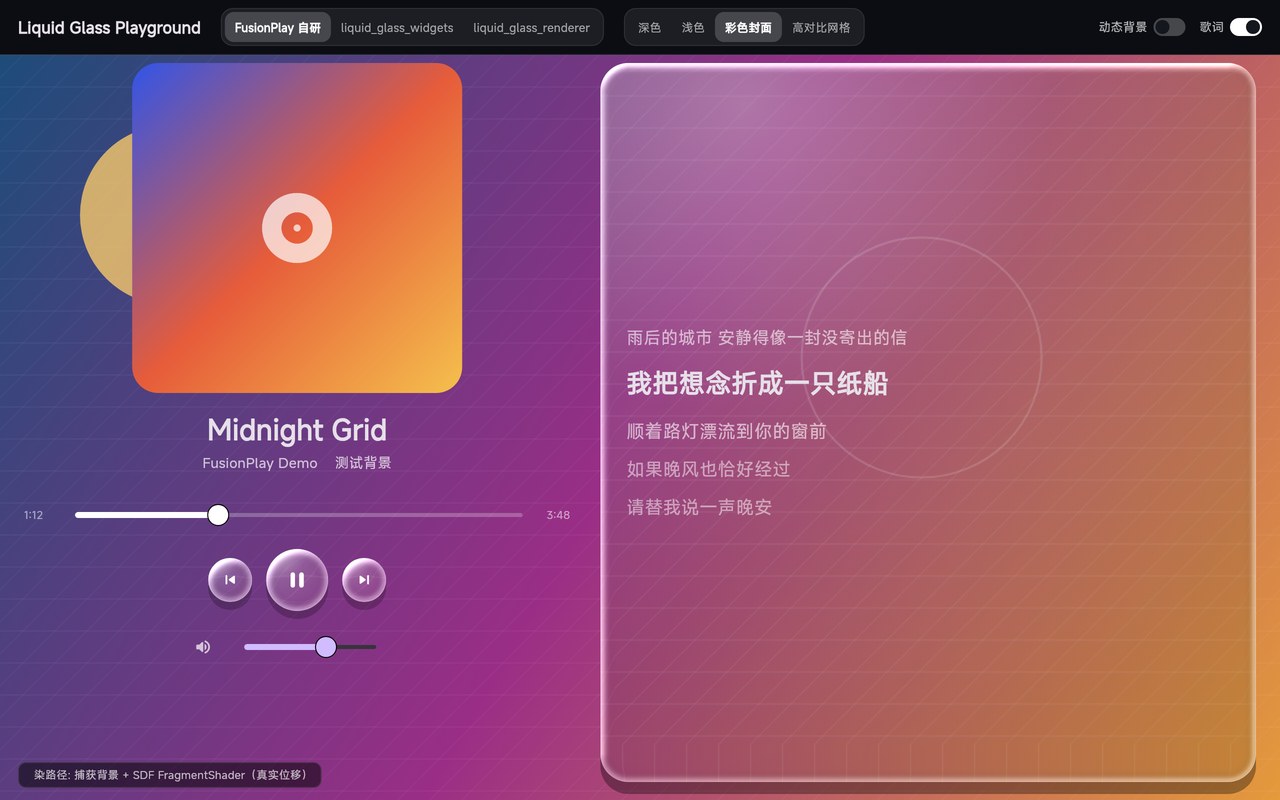 Liquid Glass Playground
FusionPlay 自研
liquid_glass_widgets
liquid_glass_renderer
深色
浅色
彩色封面
高对比网格
动态背景
歌词
Midnight Grid
FusionPlay Demo 测试背景
1:12
3:48
雨后的城市 安静得像一封没寄出的信
我把想念折成一只纸船
顺着路灯漂流到你的窗前
如果晚风也恰好经过
请替我说一声晚安
染路径: 捕获背景 + SDF FragmentShader（真实位移）